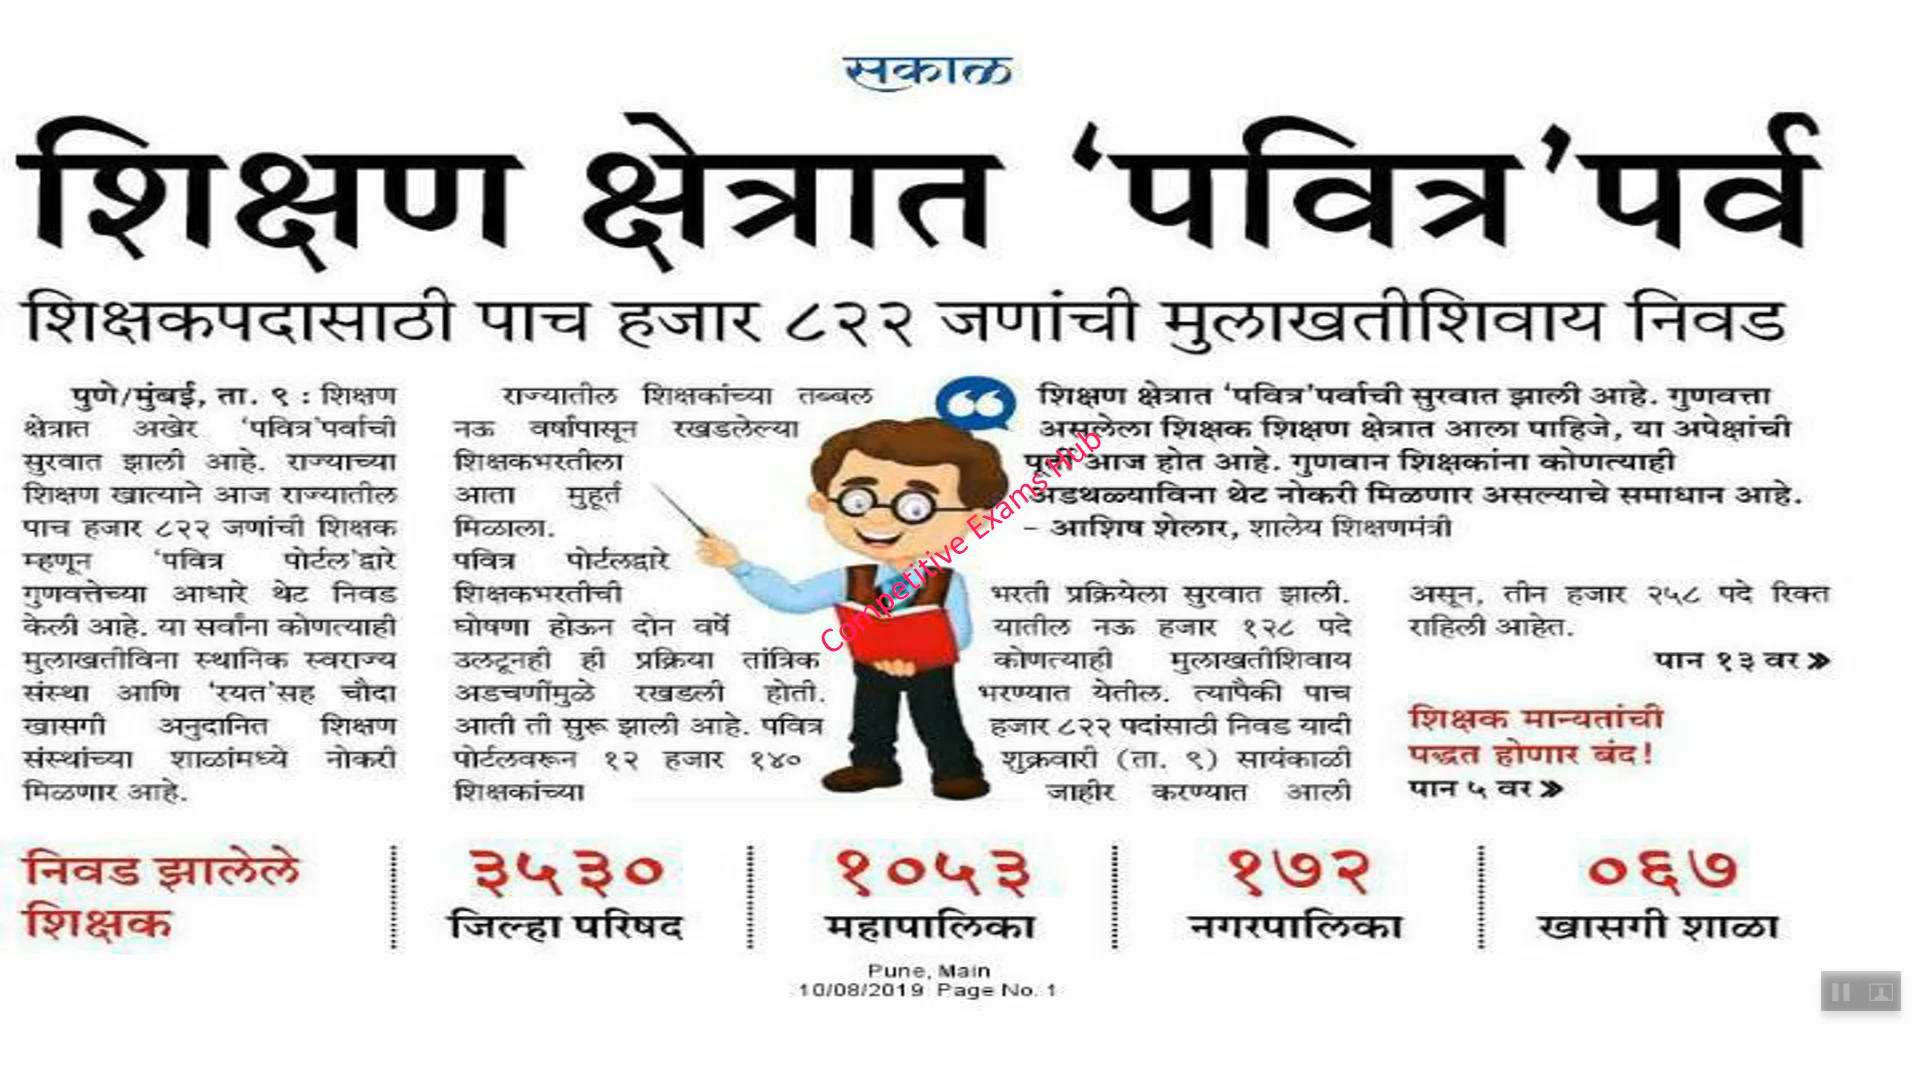 सकाळ
शिक्षण क्षेत्रात ‘पवित्र’पर्व
शिक्षकपदासाठी पाच हजार ८२२ जणांची मुलाखतीशिवाय निवड
पुणे/मुंबई, ता. ९ : शिक्षण
क्षेत्रात अखेर ‘पवित्र’पर्वाची
सुरवात झाली आहे. राज्याच्या
शिक्षण खात्याने आज राज्यातील
पाच हजार ८२२ जणांची शिक्षक
म्हणून ‘पवित्र पोर्टल’द्वारे
गुणवत्तेच्या आधारे थेट निवड
केली आहे. या सर्वांना कोणत्याही
मुलाखतीविना स्थानिक स्वराज्य
संस्था आणि ‘रयत’सह चौदा
खासगी अनुदानित शिक्षण
संस्थांच्या शाळांमध्ये नोकरी
मिळणार आहे.
राज्यातील शिक्षकांच्या तब्बल
नऊ वर्षांपासून रखडलेल्या
शिक्षकभरतीला
आता मुहूर्त
मिळाला.
पवित्र पोर्टलद्वारे
शिक्षकभरतीची
घोषणा होऊन दोन वर्षे
उलटूनही ही प्रक्रिया तांत्रिक
अडचणींमुळे रखडली होती.
आती ती सुरू झाली आहे. पवित्र
पोर्टलवरून १२ हजार १४०
शिक्षकांच्या
शिक्षण क्षेत्रात ‘पवित्र’पर्वाची सुरवात झाली आहे. गुणवत्ता
असलेला शिक्षक शिक्षण क्षेत्रात आला पाहिजे, या अपेक्षांची
पूर्ती आज होत आहे. गुणवान शिक्षकांना कोणत्याही
अडथळ्याविना थेट नोकरी मिळणार असल्याचे समाधान आहे.
– आशिष शेलार, शालेय शिक्षणमंत्री
भरती प्रक्रियेला सुरवात झाली.
यातील नऊ हजार १२८ पदे
कोणत्याही मुलाखतीशिवाय
भरण्यात येतील. त्यापैकी पाच
हजार ८२२ पदांसाठी निवड यादी
शुक्रवारी (ता. ९) सायंकाळी
जाहीर करण्यात आली
असून, तीन हजार २५८ पदे रिक्त
राहिली आहेत.
पान १३ वर »
शिक्षक मान्यतांची
पद्धत होणार बंद!
पान ५ वर »
Competitive Exams Hub
निवड झालेले
शिक्षक
३५३०
जिल्हा परिषद
१०५३
महापालिका
१७२
नगरपालिका
०६७
खासगी शाळा
Pune, Main
10/08/2019 Page No. 1